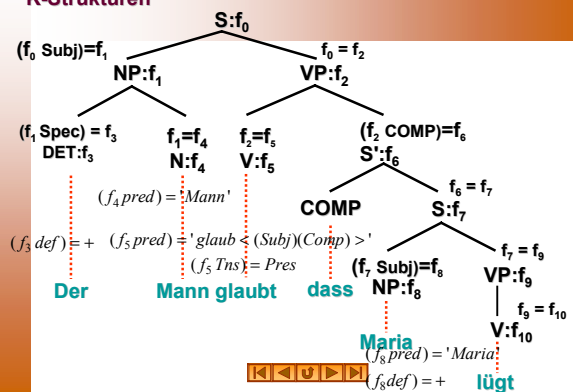 K-Strukturen
S:f₀
(f₀ Subj)=f₁
f₀ = f₂
NP:f₁
VP:f₂
(f₁ Spec) = f₃
f₁=f₄
f₂=f₅
(f₂ COMP)=f₆
DET:f₃
N:f₄
V:f₅
S':f₆
(f₄ pred) = 'Mann'
f₆ = f₇
COMP
S:f₇
(f₃ def) = +
(f₅ pred) = 'glaub < (Subj)(Comp) >'
f₇ = f₉
(f₅ Tns) = Pres
(f₇ Subj)=f₈
VP:f₉
NP:f₈
Der
Mann glaubt
dass
f₉ = f₁₀
V:f₁₀
Maria
(f₈ pred) = 'Maria'
(f₈ def) = +
lügt